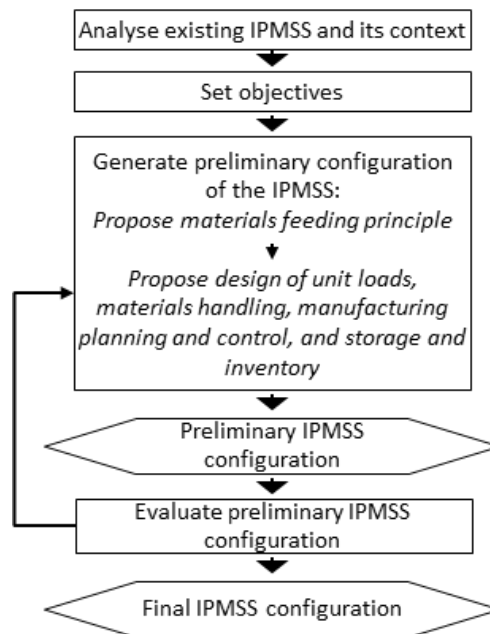 Analyse existing IPMSS and its context
Set objectives
Generate preliminary configuration
of the IPMSS:
Propose materials feeding principle
Propose design of unit loads,
materials handling, manufacturing
planning and control, and storage and
inventory
Preliminary IPMSS
configuration
Evaluate preliminary IPMSS
configuration
Final IPMSS configuration